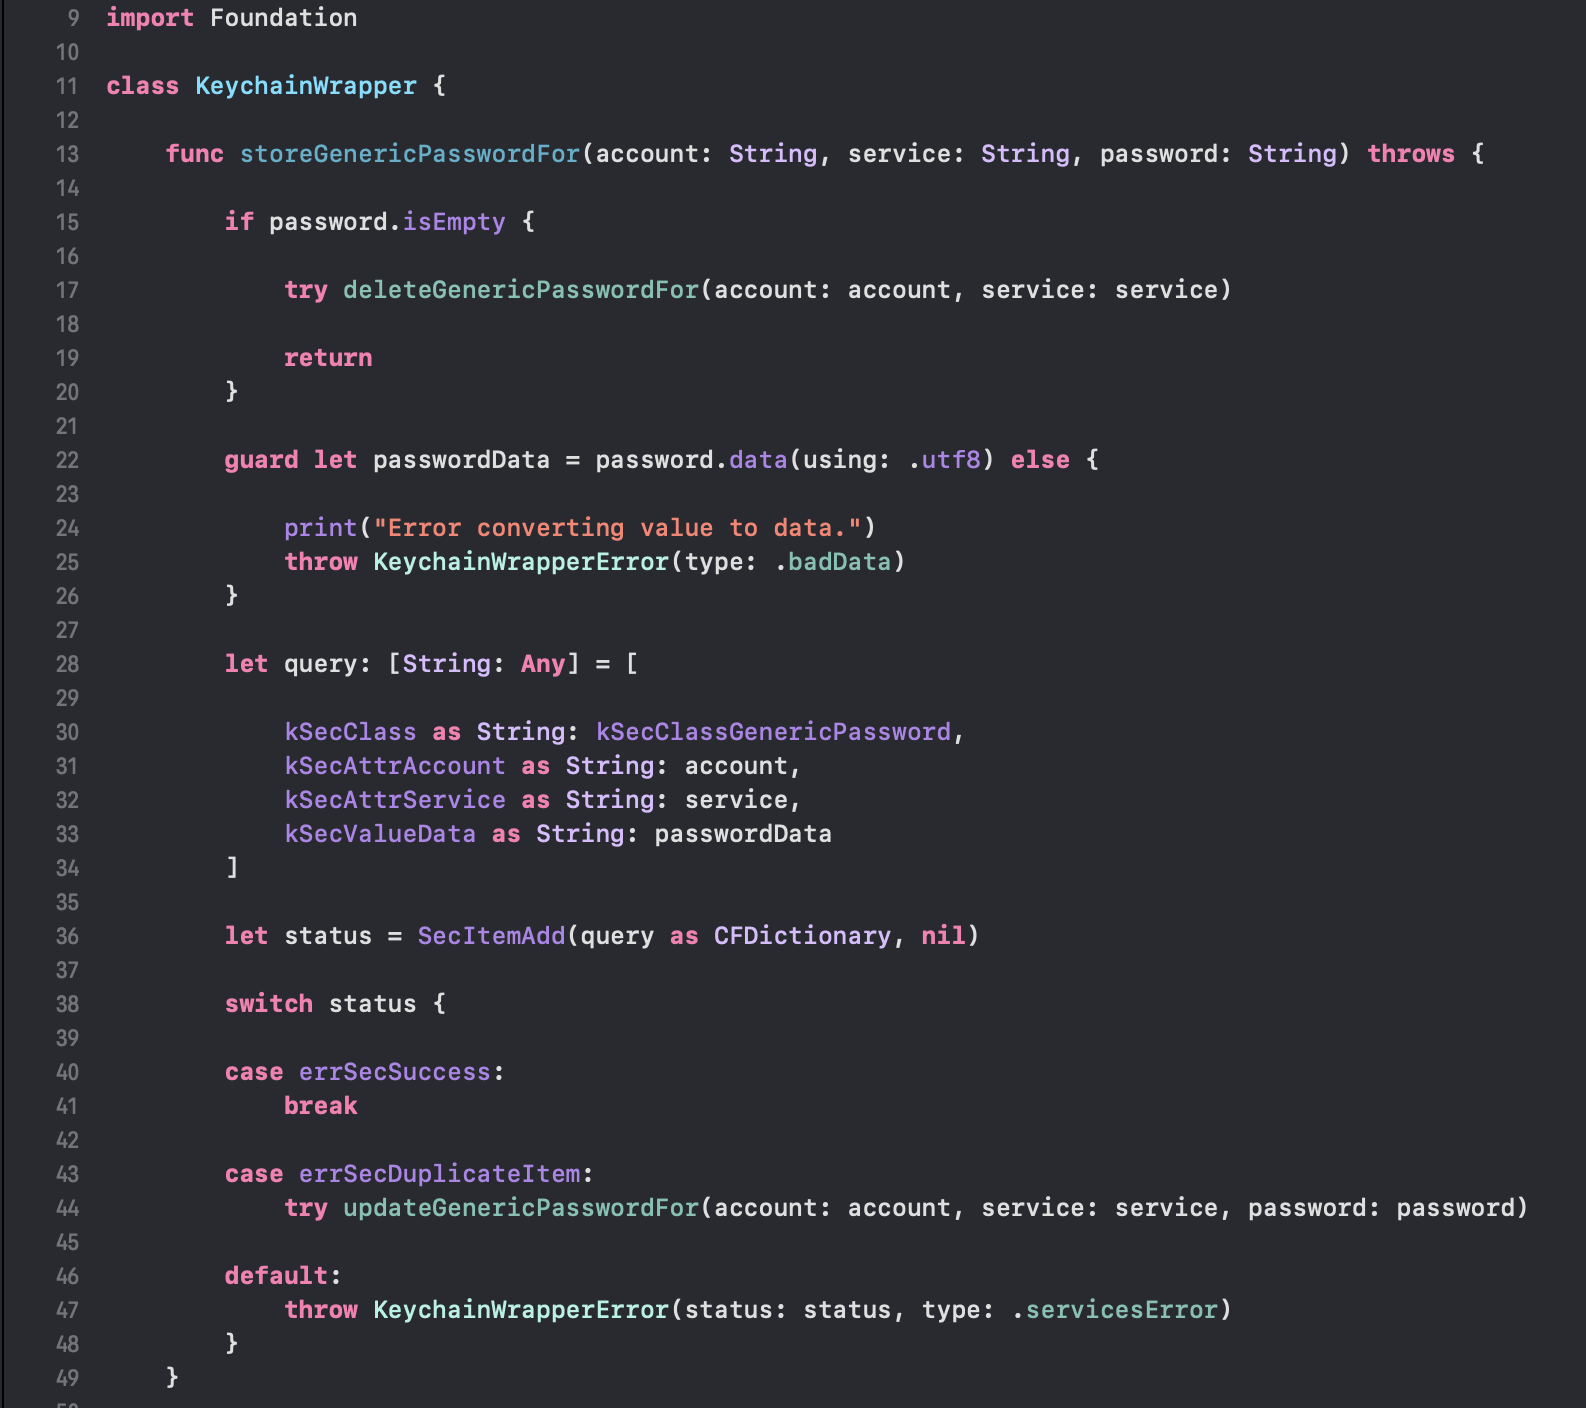 9 import Foundation
10
11 class KeychainWrapper {
12
13     func storeGenericPasswordFor(account: String, service: String, password: String) throws {
14
15         if password.isEmpty {
16
17             try deleteGenericPasswordFor(account: account, service: service)
18
19             return
20         }
21
22         guard let passwordData = password.data(using: .utf8) else {
23
24             print("Error converting value to data.")
25             throw KeychainWrapperError(type: .badData)
26         }
27
28         let query: [String: Any] = [
29
30             kSecClass as String: kSecClassGenericPassword,
31             kSecAttrAccount as String: account,
32             kSecAttrService as String: service,
33             kSecValueData as String: passwordData
34         ]
35
36         let status = SecItemAdd(query as CFDictionary, nil)
37
38         switch status {
39
40         case errSecSuccess:
41             break
42
43         case errSecDuplicateItem:
44             try updateGenericPasswordFor(account: account, service: service, password: password)
45
46         default:
47             throw KeychainWrapperError(status: status, type: .servicesError)
48         }
49     }